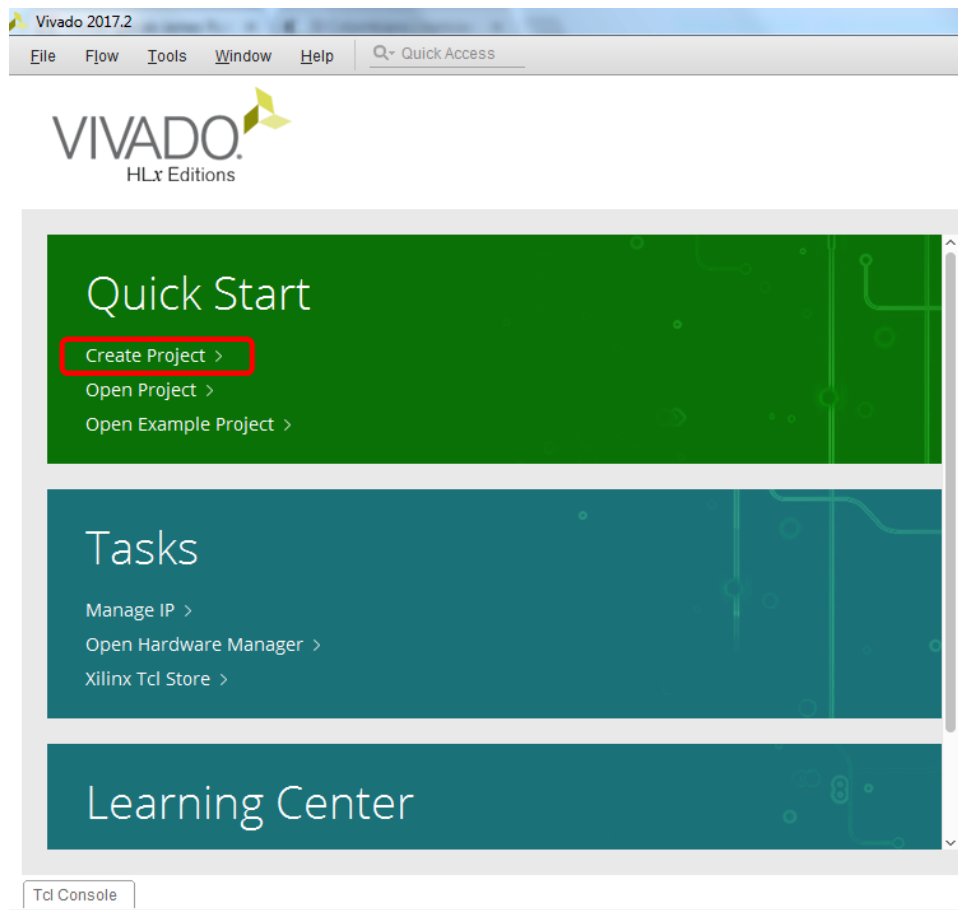 Vivado 2017.2
File Flow Tools Window Help Quick Access
VIVADO.
HLx Editions
Quick Start
Create Project >
Open Project >
Open Example Project >
Tasks
Manage IP >
Open Hardware Manager >
Xilinx Tcl Store >
Learning Center
Tcl Console